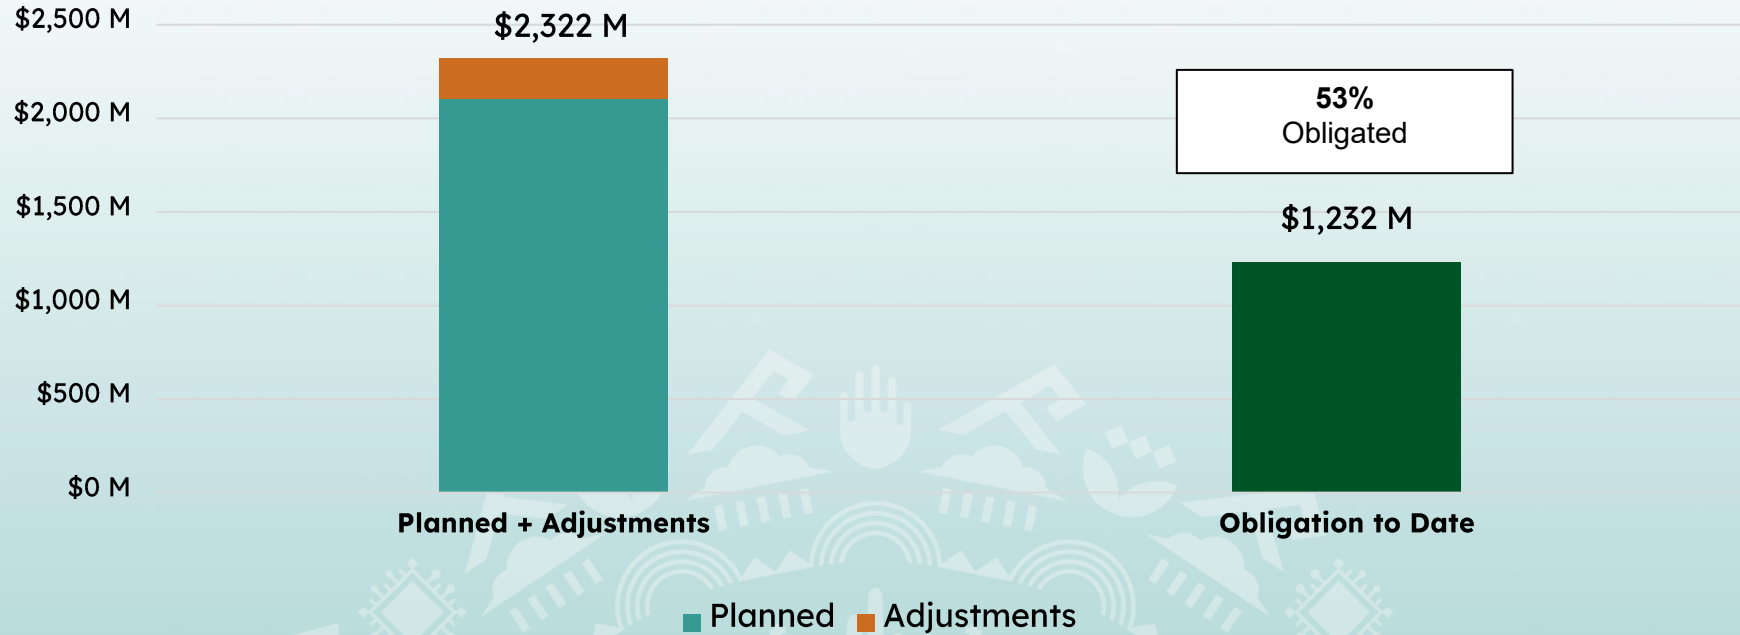 $2,500 M
$2,322 M
53%
Obligated
$2,000 M
$1,500 M
$1,232 M
$1,000 M
$500 M
$0 M
Planned + Adjustments
Obligation to Date
Planned
Adjustments